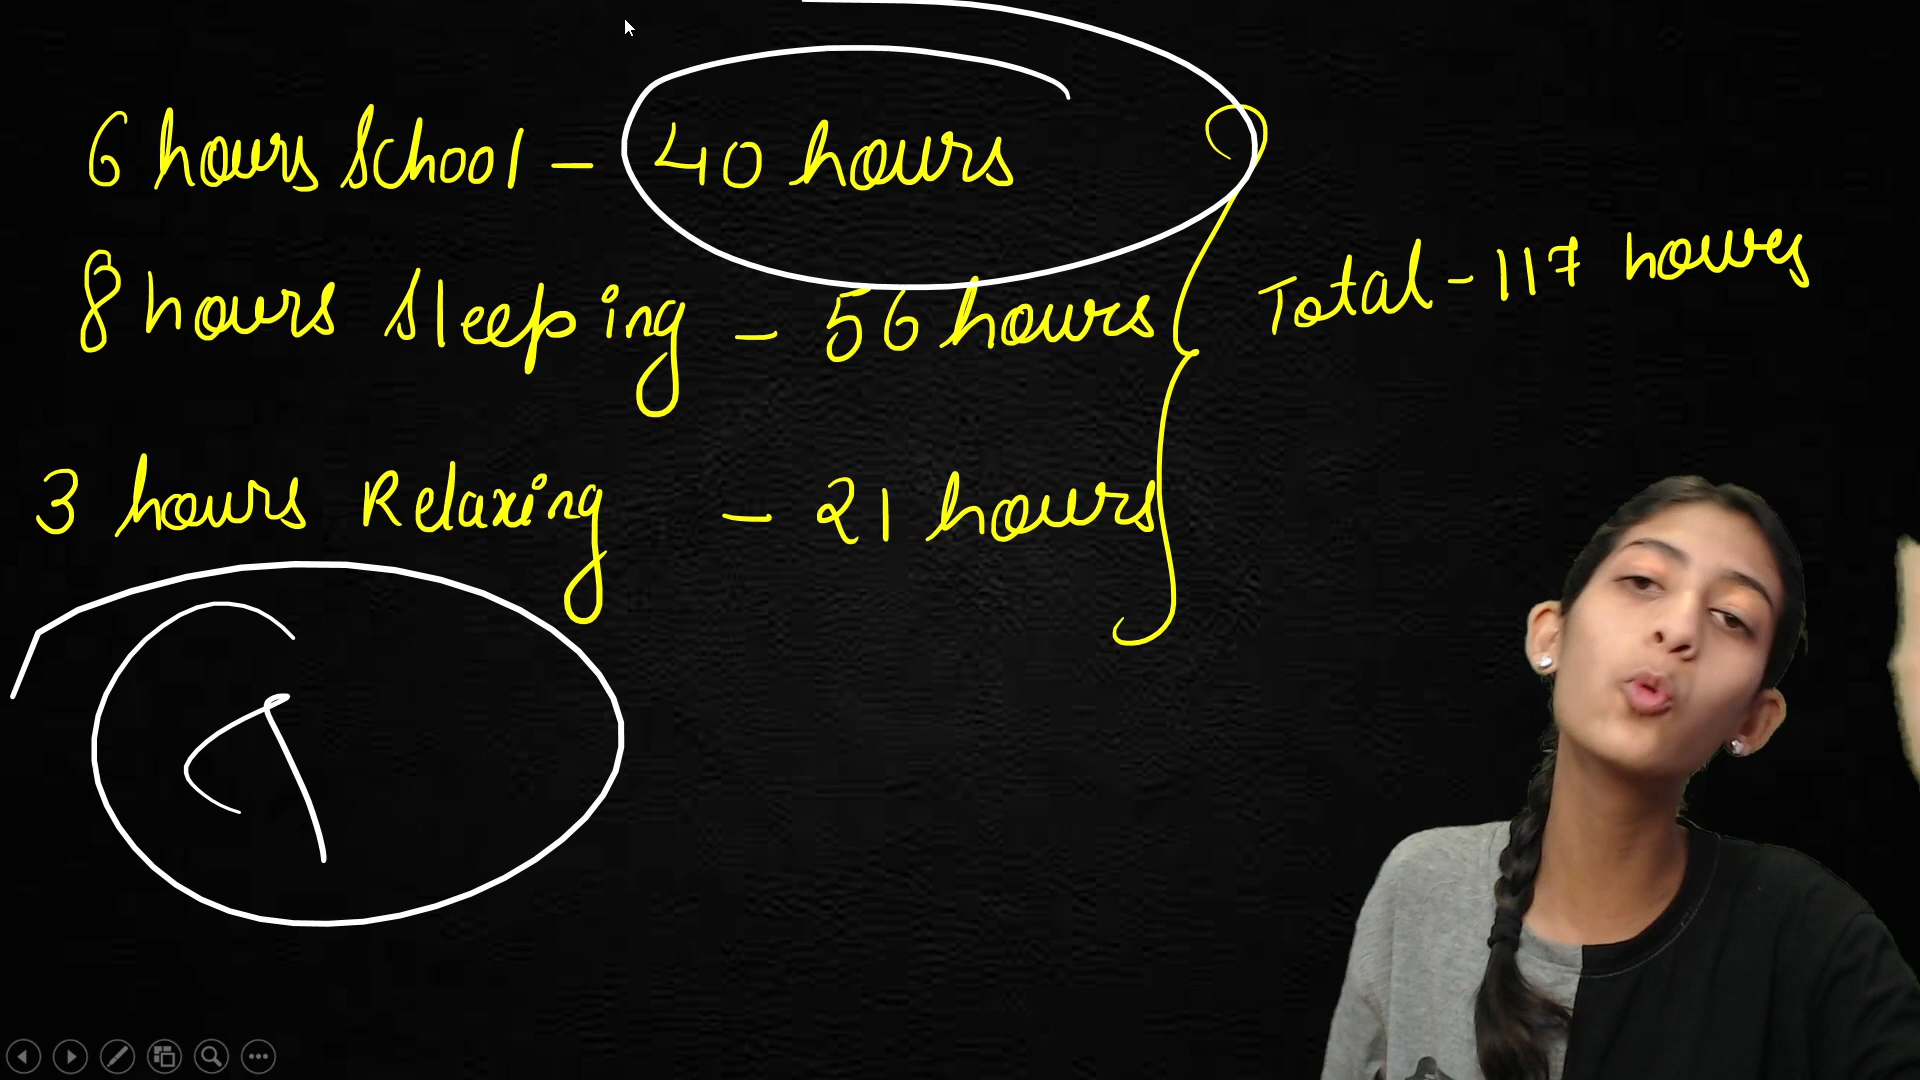 6 hours School - 40 hours
8 hours Sleeping - 56 hours
Total - 117 hours
3 hours Relaxing - 21 hours